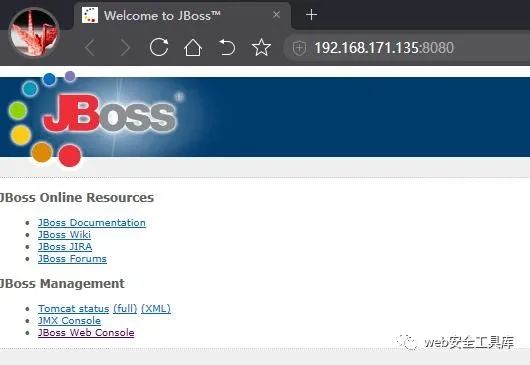 Welcome to JBoss™
192.168.171.135:8080
JBoss®
JBoss Online Resources
JBoss Documentation
JBoss Wiki
JBoss JIRA
JBoss Forums
JBoss Management
Tomcat status (full) (XML)
JMX Console
JBoss Web Console
web安全工具库